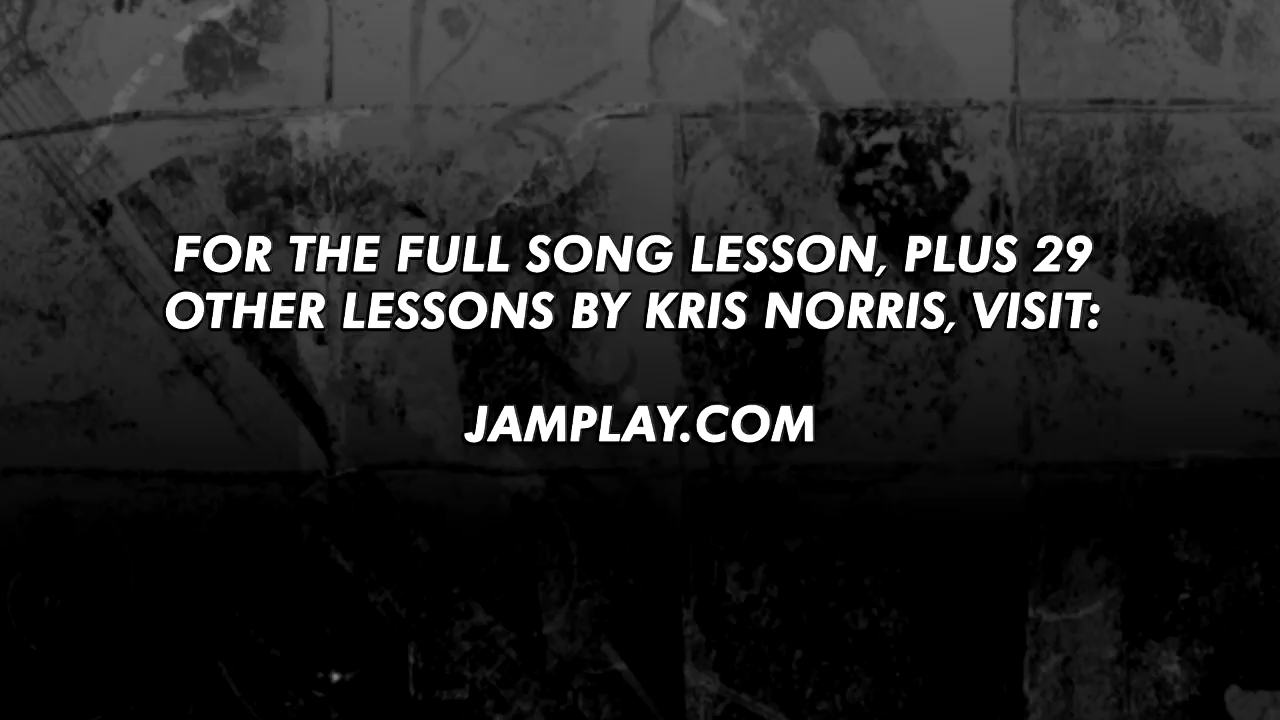 FOR THE FULL SONG LESSON, PLUS 29
OTHER LESSONS BY KRIS NORRIS, VISIT:
JAMPLAY.COM